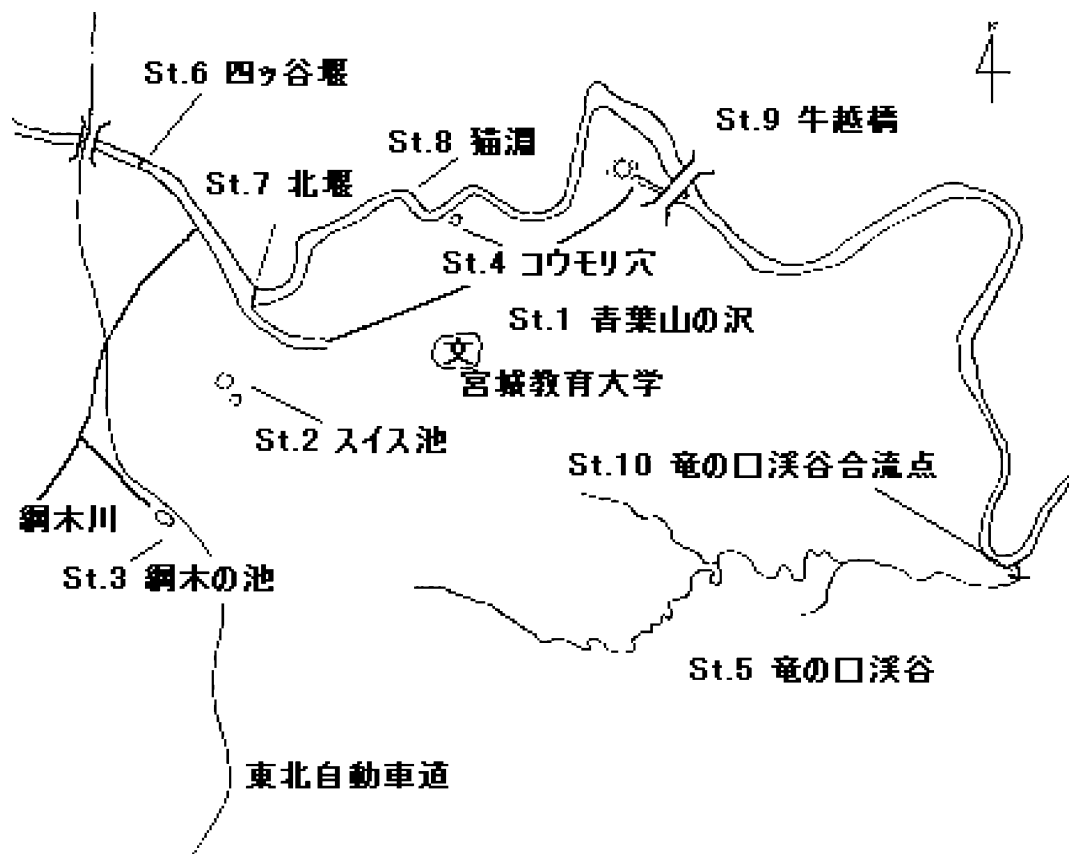 St.6 四ヶ谷堰
St.9 牛越橋
St.8 猫淵
St.7 北堰
St.4 コウモリ穴
St.1 青葉山の沢
文
宮城教育大学
St.2 スイス池
St.10 竜の口渓谷合流点
綱木川
St.3 綱木の池
St.5 竜の口渓谷
東北自動車道